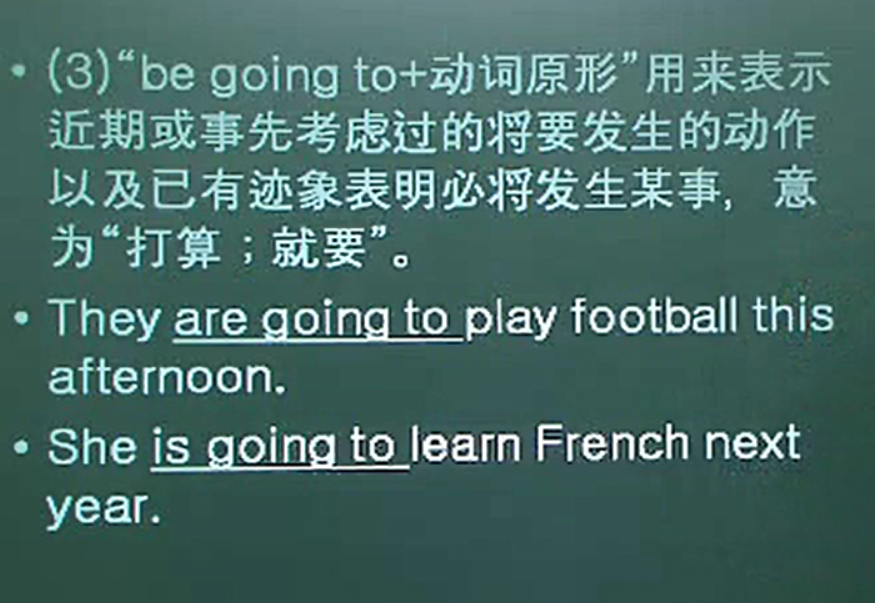 • (3)“be going to+动词原形”用来表示
近期或事先考虑过的将要发生的动作
以及已有迹象表明必将发生某事, 意
为“打算;就要”。
• They are going to play football this
afternoon.
• She is going to learn French next
year.